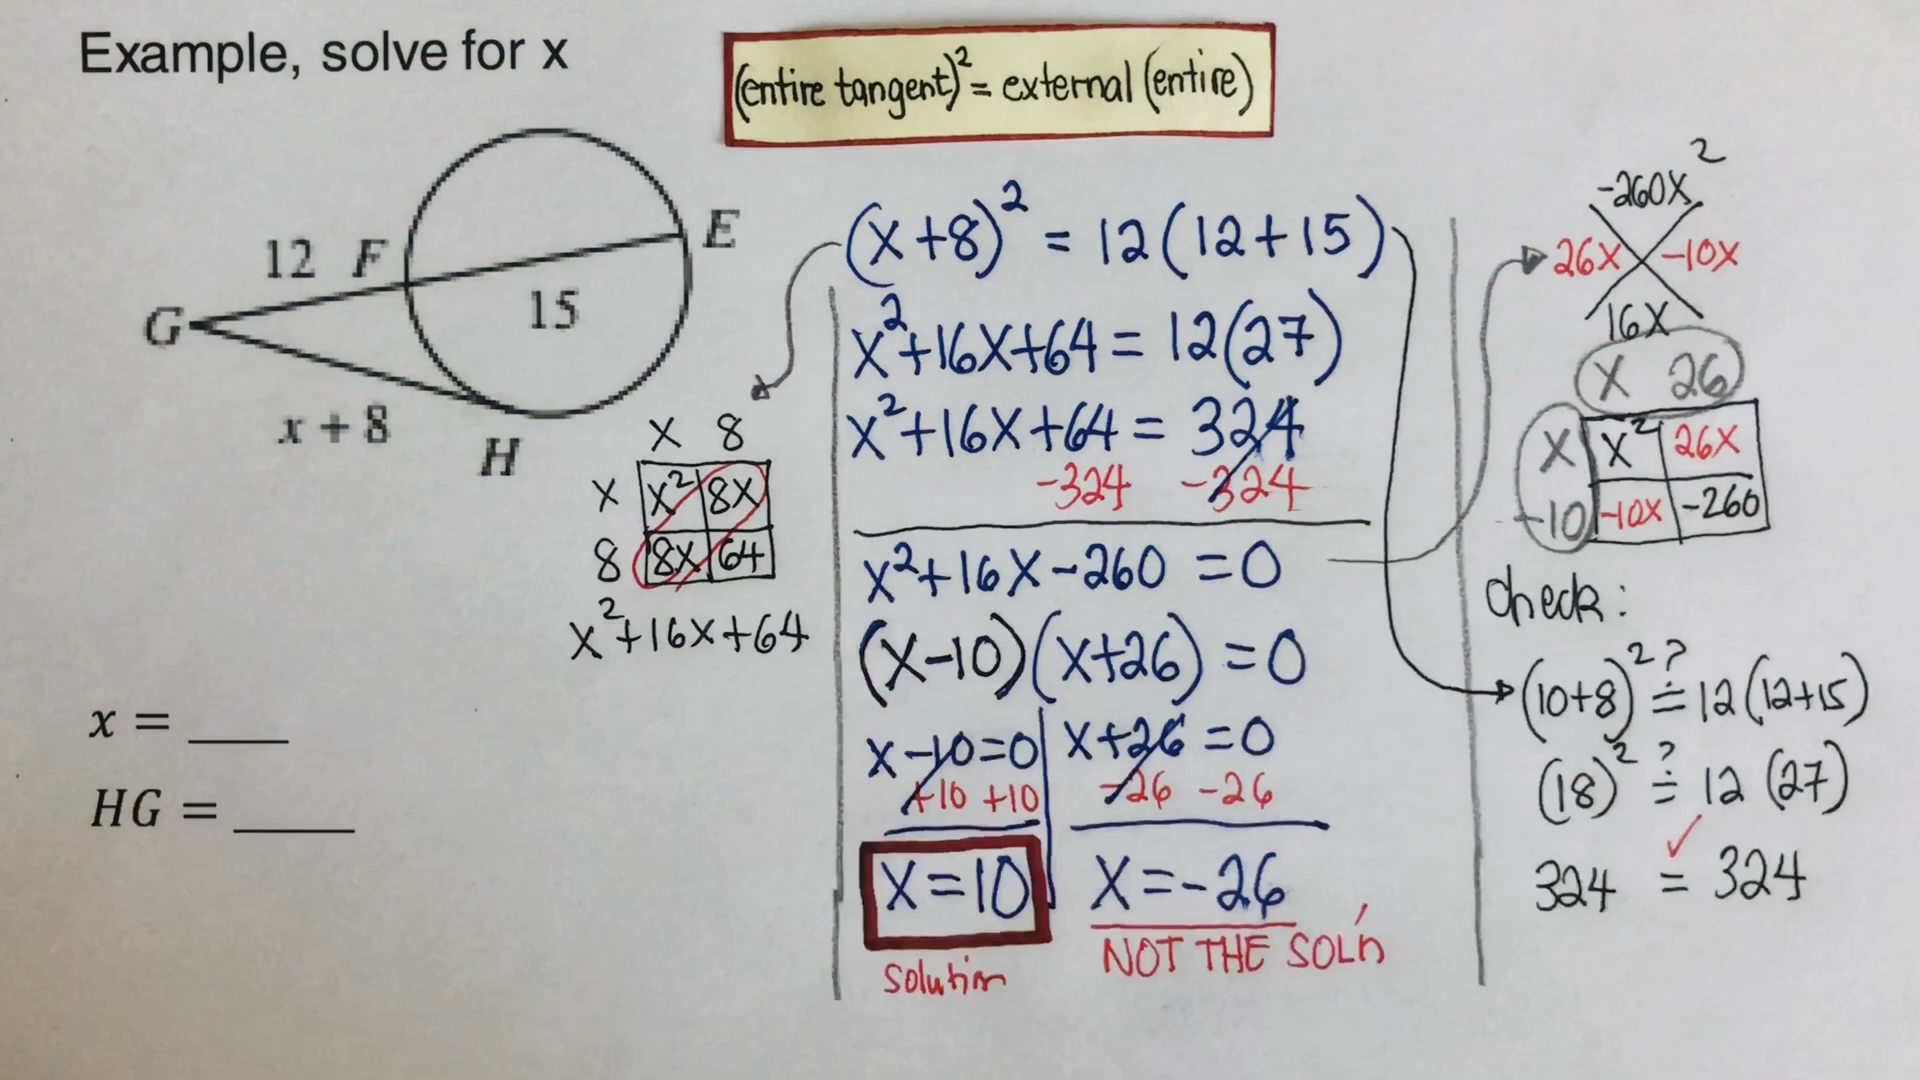 Example, solve for x
(entire tangent)² = external (entire)
12 F E
G 15
x + 8 H
x 8
x x² 8x
8 8x 64
x²+16x+64
x = ____
HG = ____
(x+8)² = 12(12+15)
x²+16x+64 = 12(27)
x²+16x+64 = 324
-324 -324
x²+16x-260 = 0
(x-10)(x+26) = 0
x-10=0 x+26=0
+10 +10 -26 -26
x=10 x=-26
solution NOT THE SOL'n
-260x²
26x -10x
16x
x 26
x x² 26x
-10 -10x -260
check:
(10+8)² ?= 12(12+15)
(18)² ?= 12 (27)
324 = 324 ✓